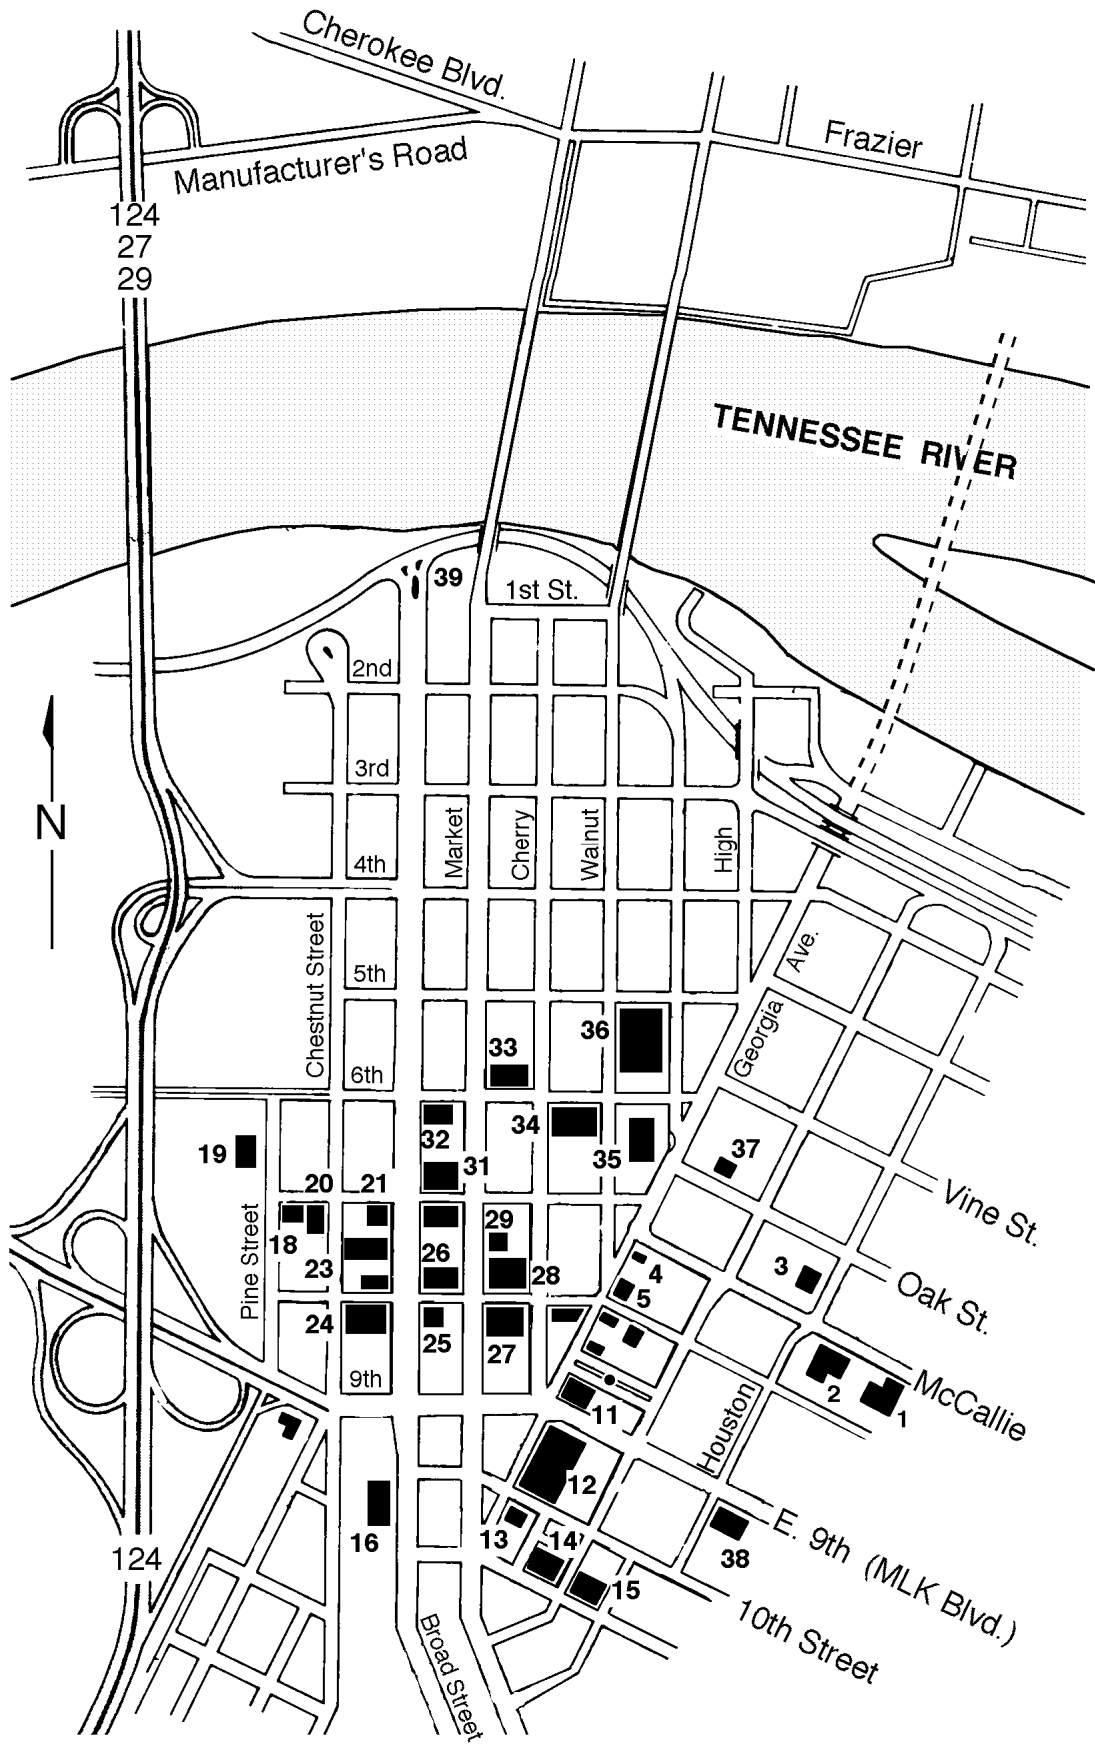 Cherokee Blvd.
Frazier
Manufacturer's Road
124
27
29
TENNESSEE RIVER
39
1st St.
2nd
3rd
N
Market
Cherry
Walnut
High
4th
Chestnut Street
5th
Ave.
Georgia
36
33
6th
32
34
35
19
31
37
20
21
Vine St.
18
29
Pine Street
23
26
28
4
3
5
Oak St.
24
25
27
9th
2
1
McCallie
11
Houston
12
16
13
14
38
E. 9th (MLK Blvd.)
124
15
10th Street
Broad Street